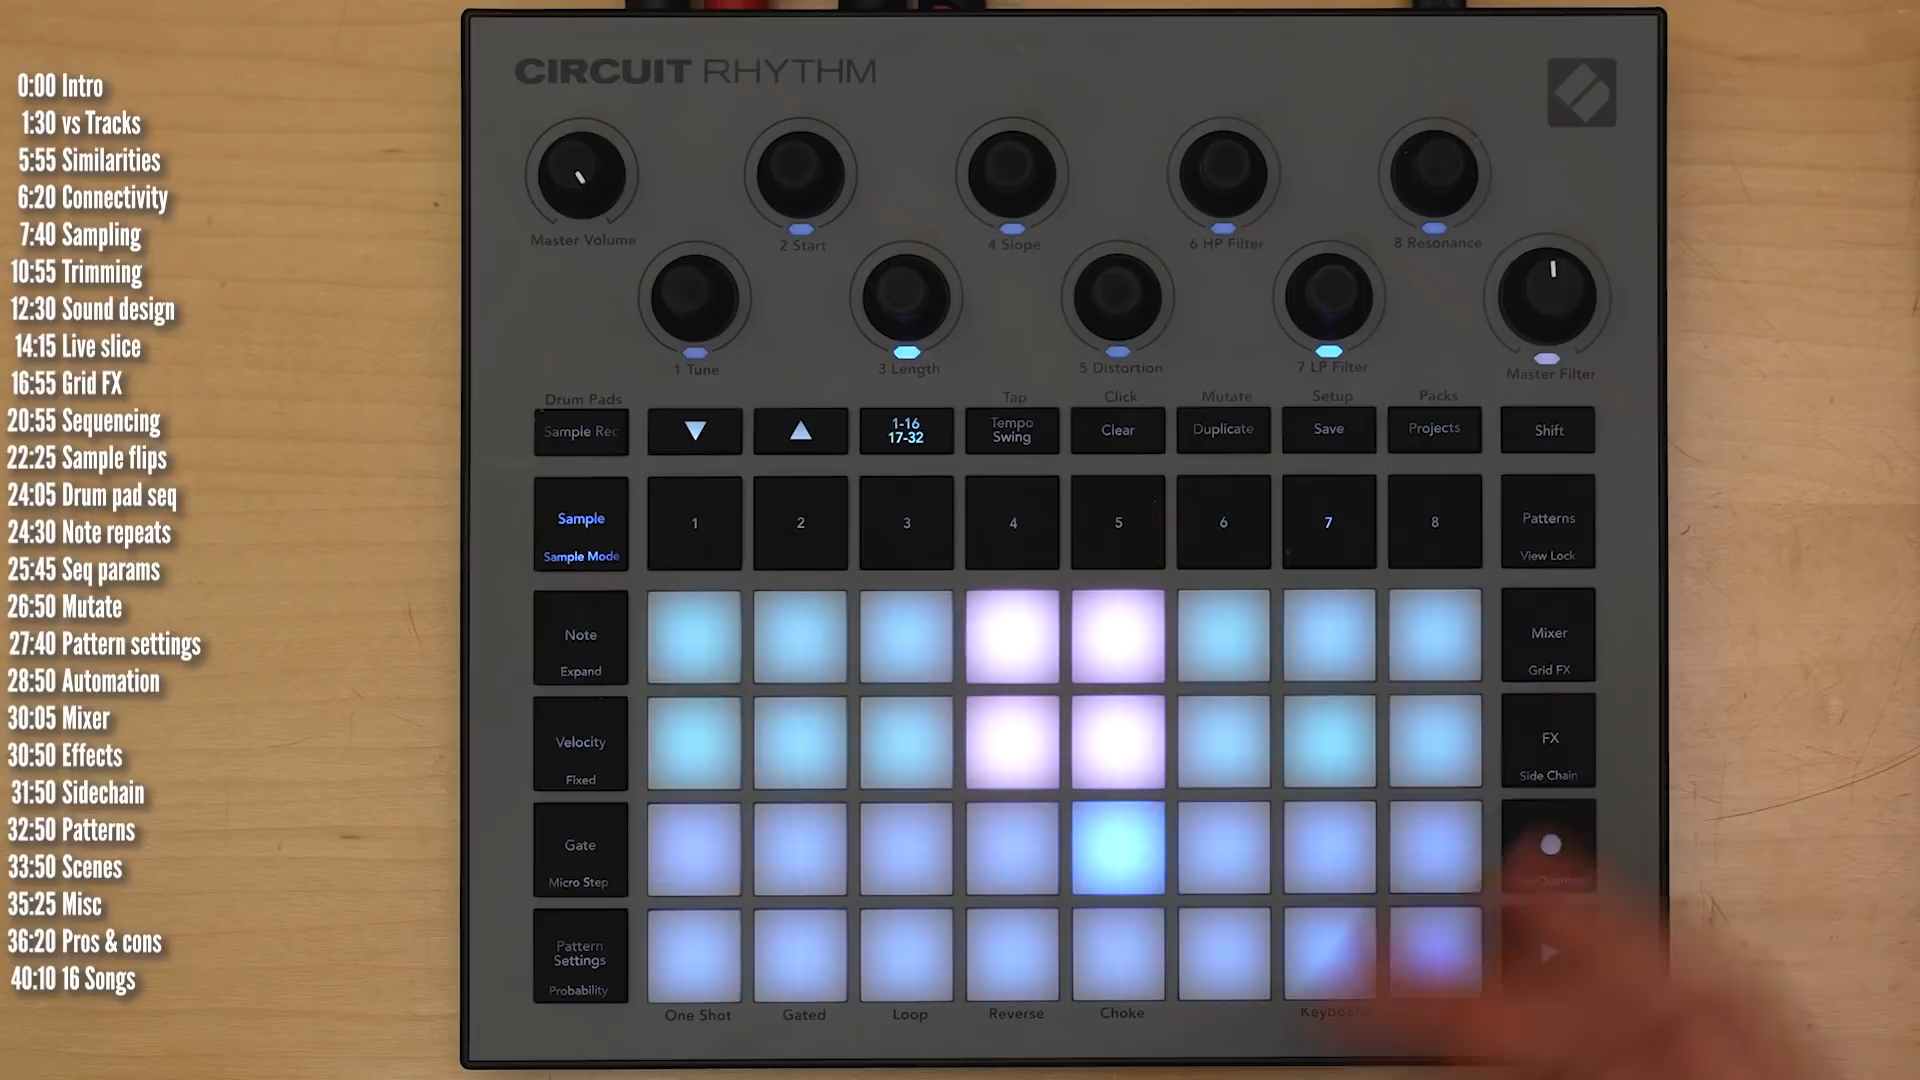 0:00 Intro
1:30 vs Tracks
5:55 Similarities
6:20 Connectivity
7:40 Sampling
10:55 Trimming
12:30 Sound design
14:15 Live slice
16:55 Grid FX
20:55 Sequencing
22:25 Sample flips
24:05 Drum pad seq
24:30 Note repeats
25:45 Seq params
26:50 Mutate
27:40 Pattern settings
28:50 Automation
30:05 Mixer
30:50 Effects
31:50 Sidechain
32:50 Patterns
33:50 Scenes
35:25 Misc
36:20 Pros & cons
40:10 16 Songs
CIRCUIT RHYTHM
Master Volume
2 Start
4 Slope
6 HP Filter
8 Resonance
1 Tune
3 Length
5 Distortion
7 LP Filter
Master Filter
Drum Pads
Tap
Click
Mutate
Setup
Packs
Sample Rec
1-16
17-32
Tempo
Swing
Clear
Duplicate
Save
Projects
Shift
Sample
Sample Mode
1
2
3
4
5
6
7
8
Patterns
View Lock
Note
Expand
Mixer
Grid FX
Velocity
Fixed
FX
Side Chain
Gate
Micro Step
Pattern
Settings
Probability
One Shot
Gated
Loop
Reverse
Choke
Keyboard